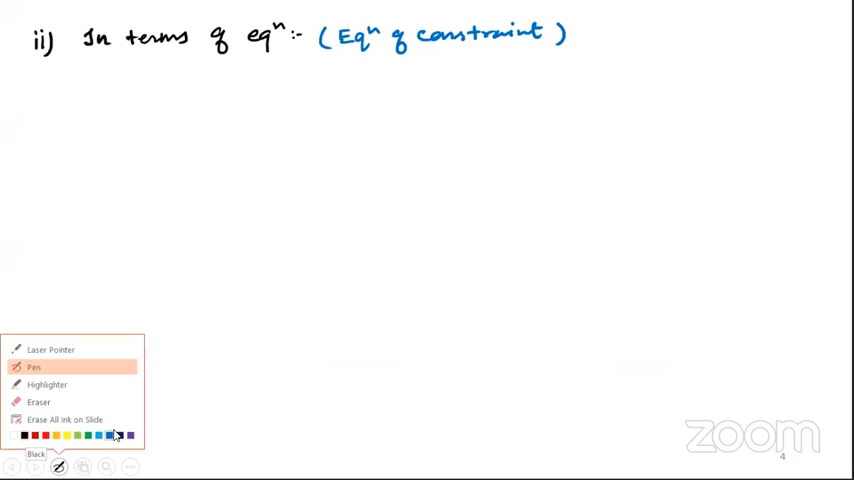 ii) In terms of eqⁿ :- (Eqⁿ of constraint)
Laser Pointer
Pen
Highlighter
Eraser
Erase All Ink on Slide
Black
zoom
4